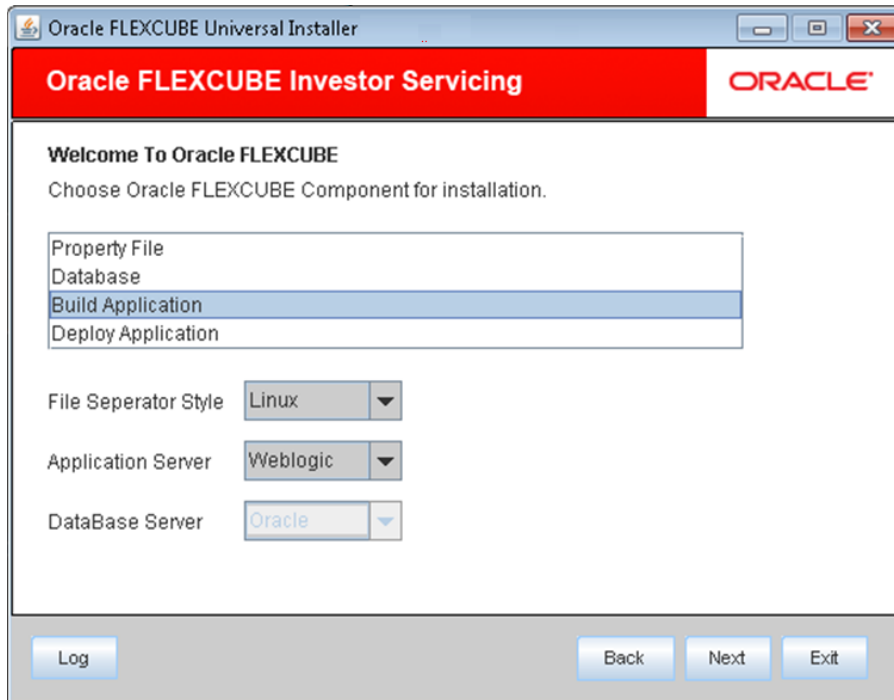 Oracle FLEXCUBE Universal Installer
Oracle FLEXCUBE Investor Servicing
ORACLE
Welcome To Oracle FLEXCUBE
Choose Oracle FLEXCUBE Component for installation.
Property File
Database
Build Application
Deploy Application
File Seperator Style Linux
Application Server Weblogic
DataBase Server Oracle
Log Back Next Exit